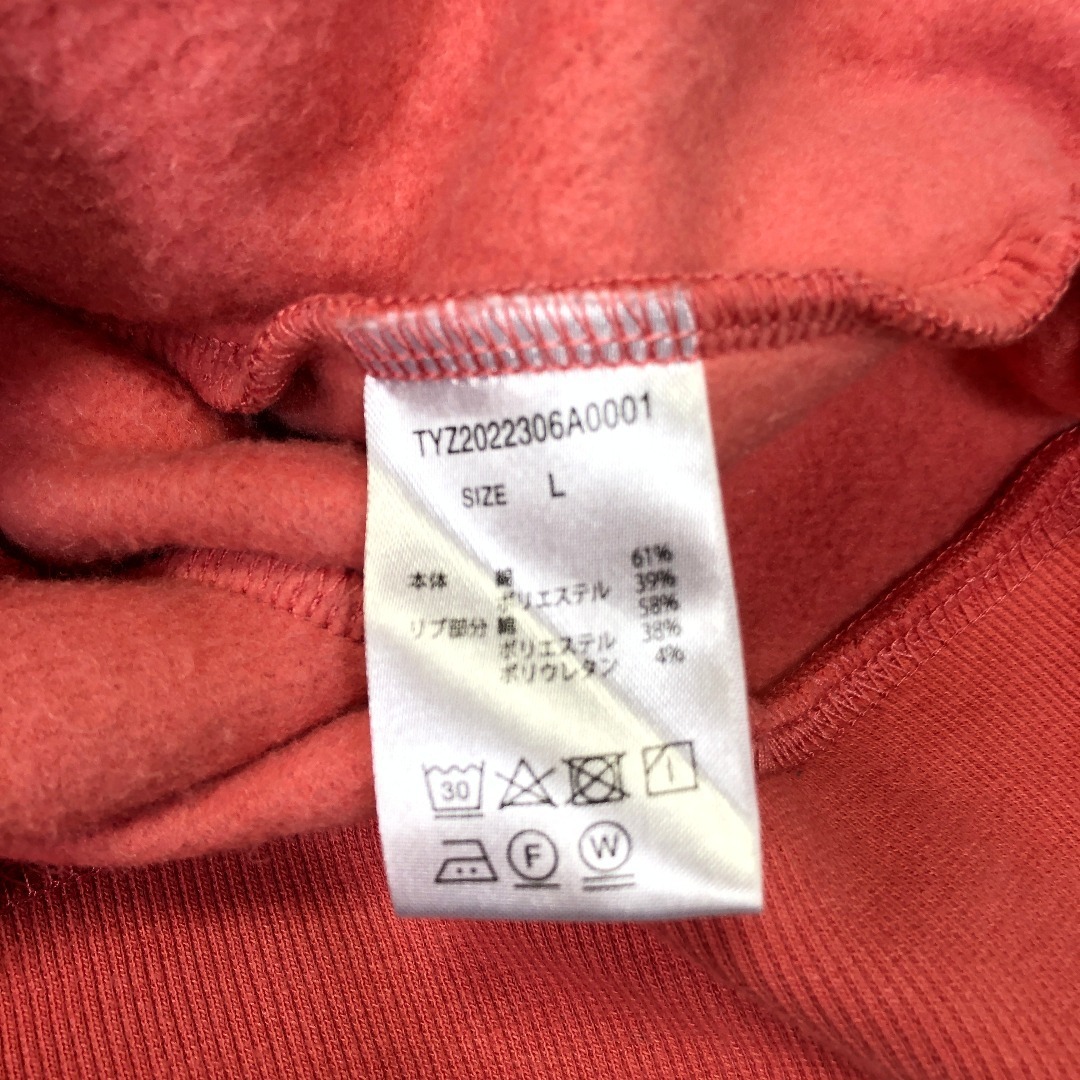 TYZ2022306A0001
SIZE L
本体 綿 61%
ポリエステル 39%
リブ部分 綿 58%
ポリエステル 38%
ポリウレタン 4%
30
F W